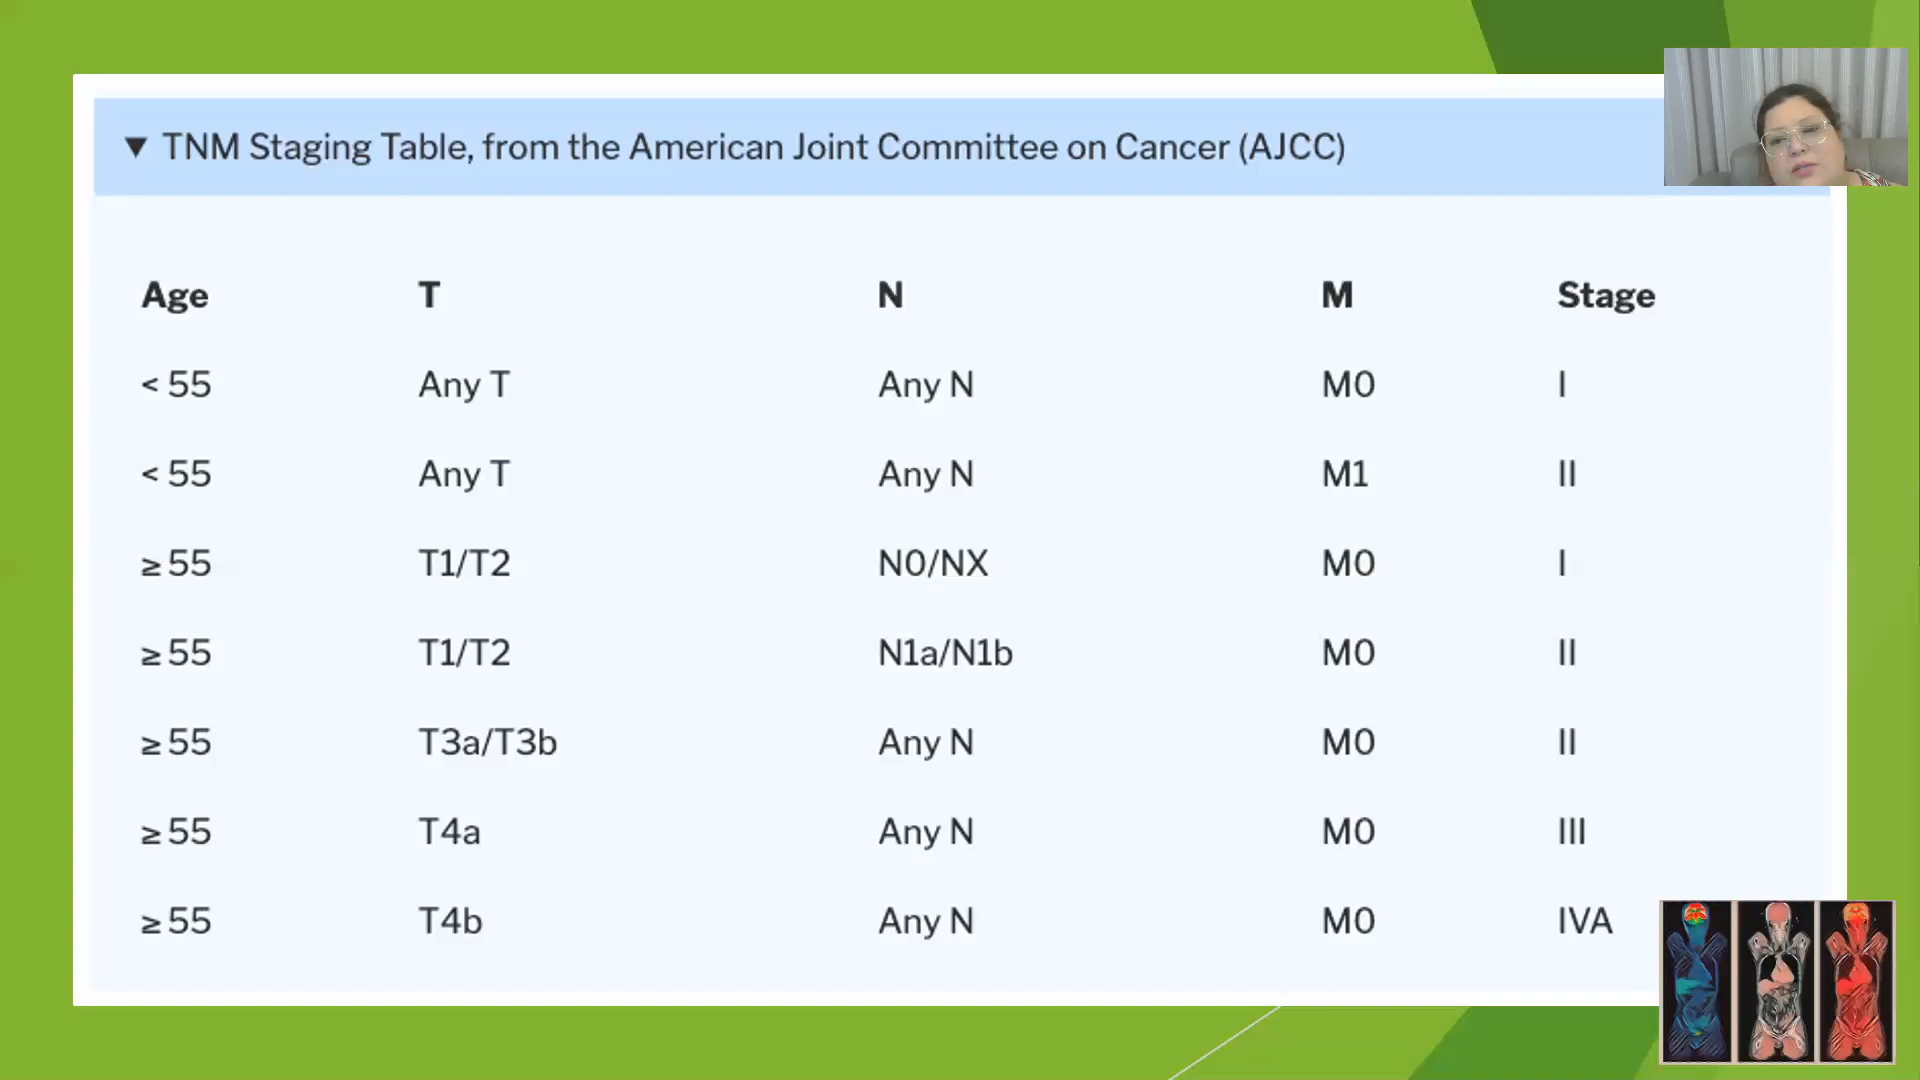 ▼ TNM Staging Table, from the American Joint Committee on Cancer (AJCC)
Age T N M Stage
< 55 Any T Any N M0 I
< 55 Any T Any N M1 II
≥ 55 T1/T2 N0/NX M0 I
≥ 55 T1/T2 N1a/N1b M0 II
≥ 55 T3a/T3b Any N M0 II
≥ 55 T4a Any N M0 III
≥ 55 T4b Any N M0 IVA